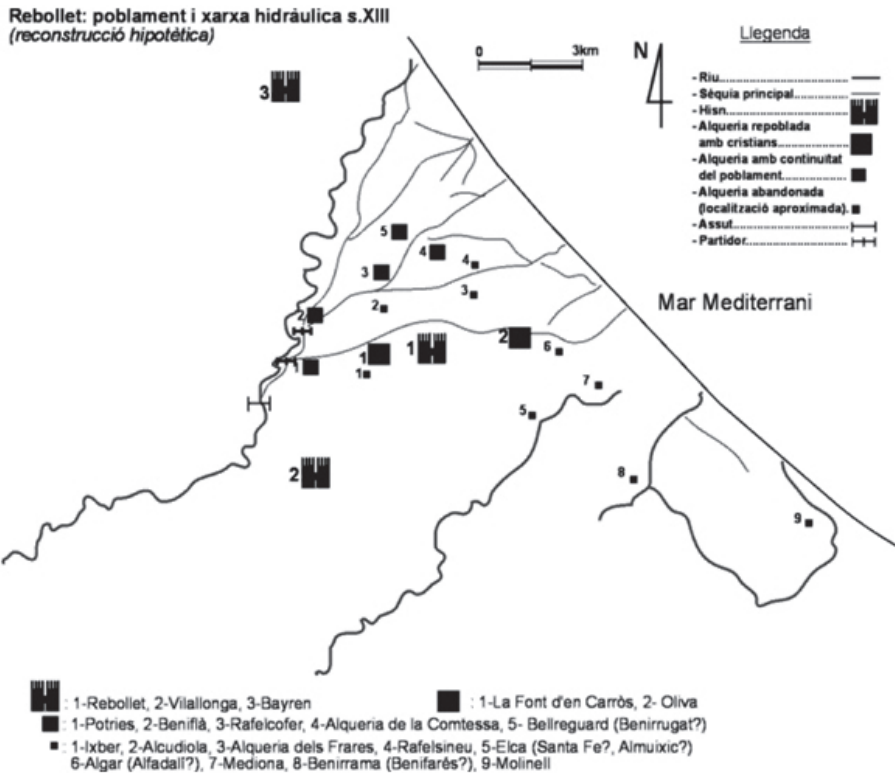 Rebollet: poblament i xarxa hidràulica s.XIII
(reconstrucció hipotètica)
0 3km
N
Llegenda
- Riu
- Sèquia principal
- Hisn
- Alqueria repoblada
amb cristians
- Alqueria amb continuïtat
del poblament
- Alqueria abandonada
(localització aproximada).
- Assut
- Partidor
3
5
4
4
3
3
2
2
1
1
2
6
1
1
7
5
2
8
9
Mar Mediterrani
: 1-Rebollet, 2-Vilallonga, 3-Bayren
: 1-La Font d'en Carròs, 2- Oliva
: 1-Potries, 2-Beniflà, 3-Rafelcofer, 4-Alqueria de la Comtessa, 5- Bellreguard (Benirrugat?)
: 1-Ixber, 2-Alcudiola, 3-Alqueria dels Frares, 4-Rafelsineu, 5-Elca (Santa Fe?, Almuixic?)
6-Algar (Alfadall?), 7-Mediona, 8-Benirrama (Benifarés?), 9-Molinell